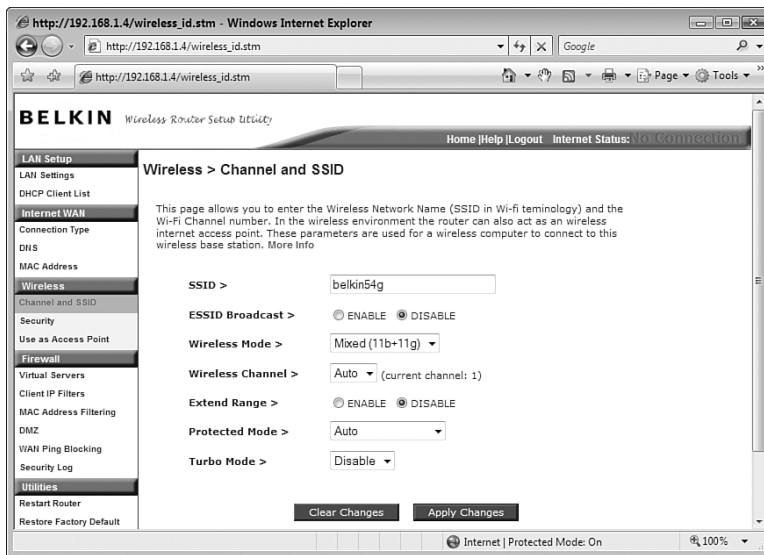 http://192.168.1.4/wireless_id.stm - Windows Internet Explorer
http://192.168.1.4/wireless_id.stm
Google
http://192.168.1.4/wireless_id.stm
Page
Tools
BELKIN Wireless Router Setup Utility
Home |Help |Logout Internet Status: No Connection
LAN Setup
LAN Settings
DHCP Client List
Internet WAN
Connection Type
DNS
MAC Address
Wireless
Channel and SSID
Security
Use as Access Point
Firewall
Virtual Servers
Client IP Filters
MAC Address Filtering
DMZ
WAN Ping Blocking
Security Log
Utilities
Restart Router
Restore Factory Default
Wireless > Channel and SSID
This page allows you to enter the Wireless Network Name (SSID in Wi-fi teminology) and the
Wi-Fi Channel number. In the wireless environment the router can also act as an wireless
internet access point. These parameters are used for a wireless computer to connect to this
wireless base station. More Info
SSID > belkin54g
ESSID Broadcast > ENABLE DISABLE
Wireless Mode > Mixed (11b+11g)
Wireless Channel > Auto (current channel: 1)
Extend Range > ENABLE DISABLE
Protected Mode > Auto
Turbo Mode > Disable
Clear Changes Apply Changes
Internet | Protected Mode: On 100%